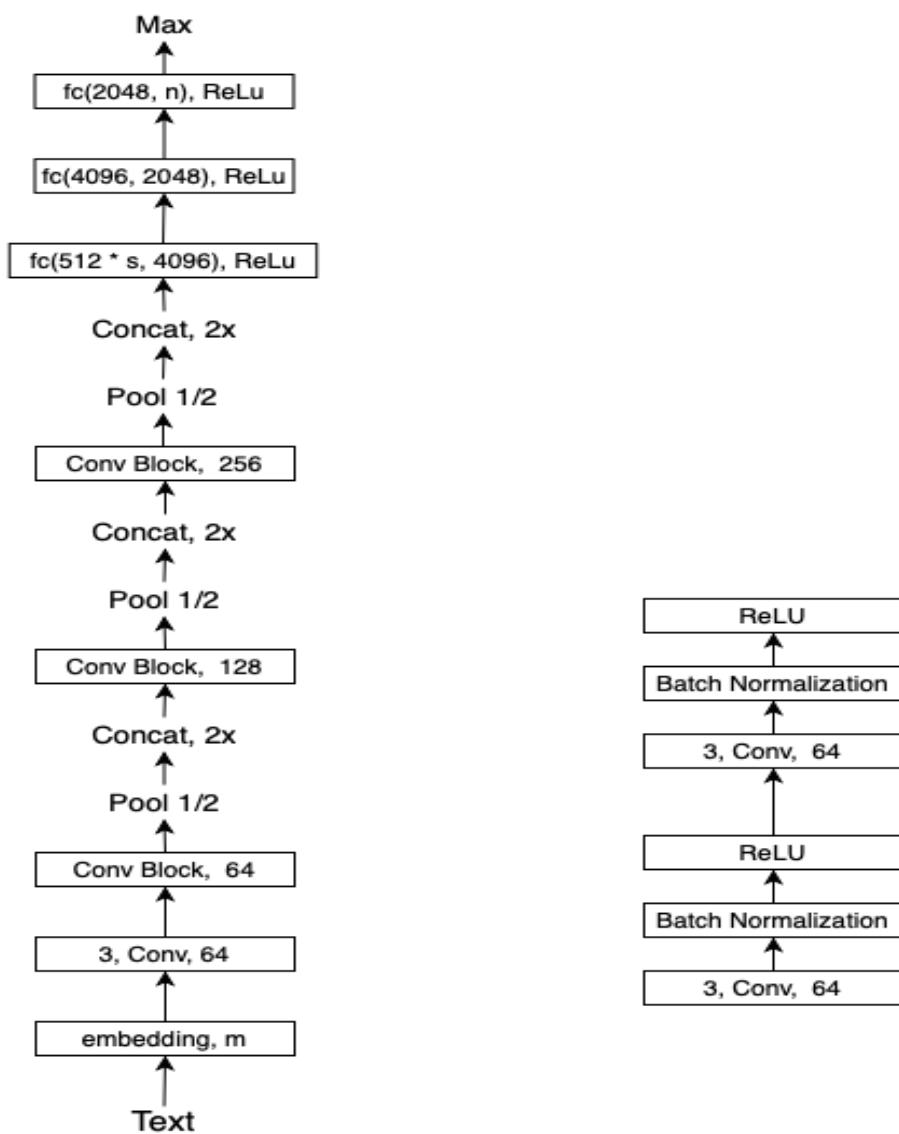 Max
fc(2048, n), ReLu
fc(4096, 2048), ReLu
fc(512 * s, 4096), ReLu
Concat, 2x
Pool 1/2
Conv Block, 256
Concat, 2x
Pool 1/2
Conv Block, 128
Concat, 2x
Pool 1/2
Conv Block, 64
3, Conv, 64
embedding, m
Text
ReLU
Batch Normalization
3, Conv, 64
ReLU
Batch Normalization
3, Conv, 64